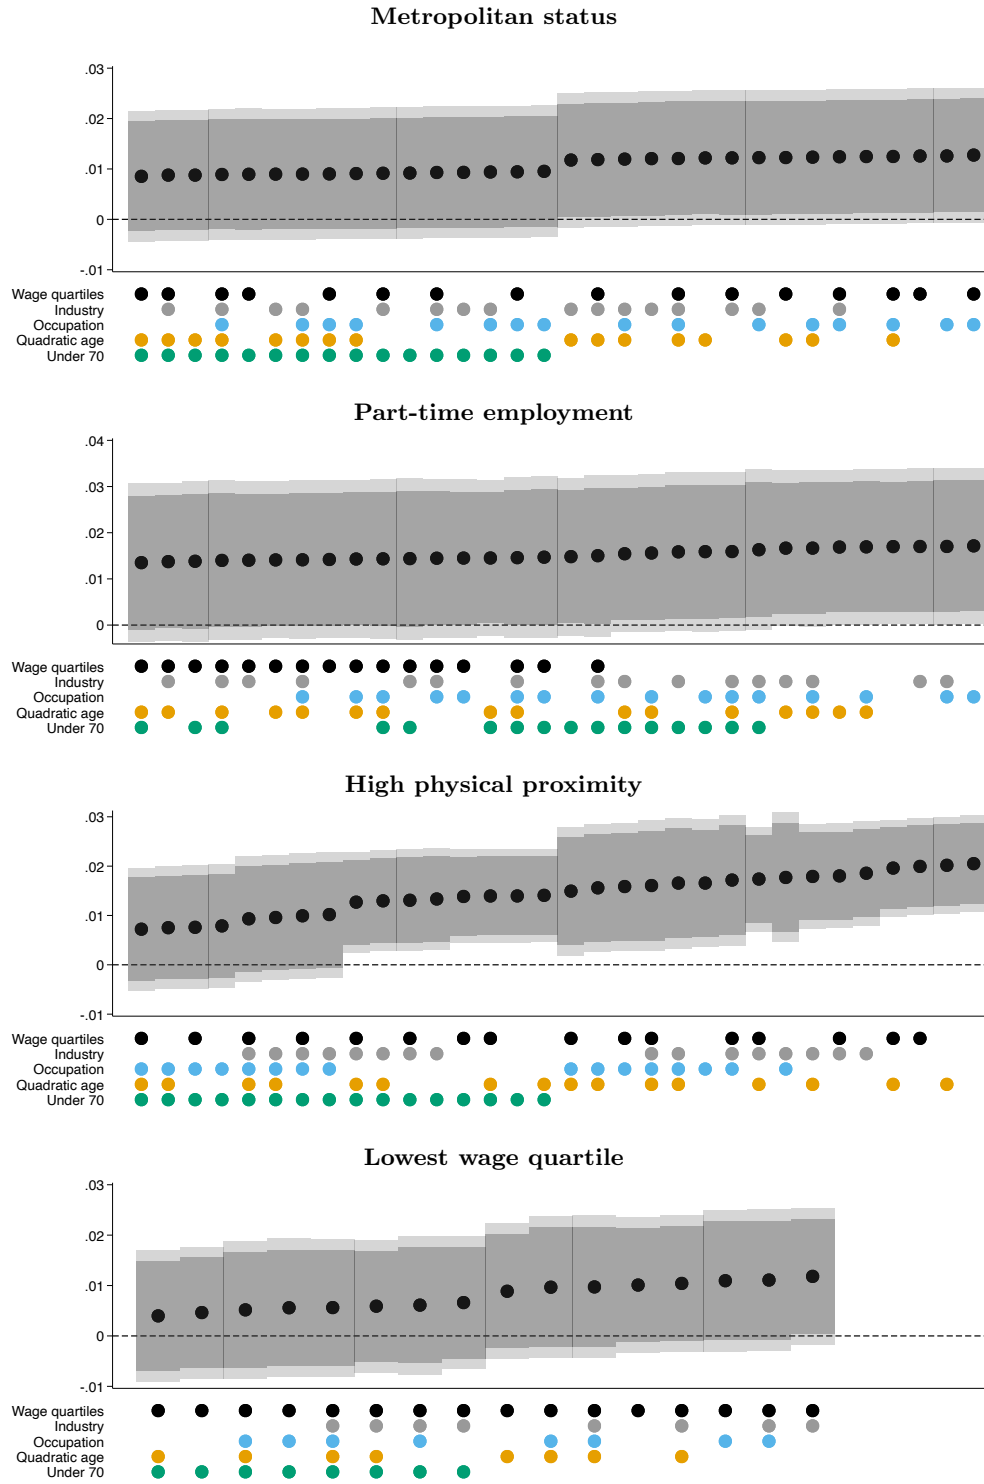 Metropolitan status
.03
.02
.01
0
-.01
Wage quartiles
Industry
Occupation
Quadratic age
Under 70
Part-time employment
.04
.03
.02
.01
0
Wage quartiles
Industry
Occupation
Quadratic age
Under 70
High physical proximity
.03
.02
.01
0
-.01
Wage quartiles
Industry
Occupation
Quadratic age
Under 70
Lowest wage quartile
.03
.02
.01
0
-.01
Wage quartiles
Industry
Occupation
Quadratic age
Under 70